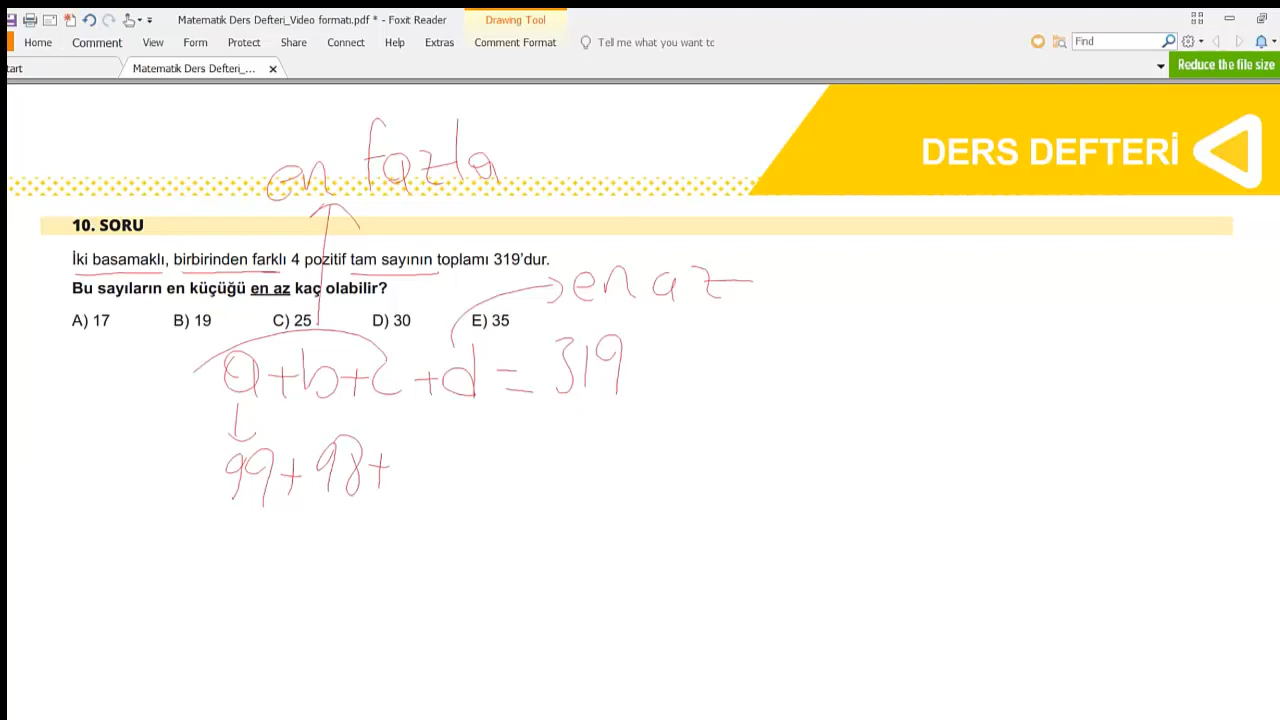 Matematik Ders Defteri_Video formatı.pdf * - Foxit Reader
Drawing Tool
Home Comment View Form Protect Share Connect Help Extras Comment Format Tell me what you want to
Find
tart
Matematik Ders Defteri_... ×
Reduce the file size
DERS DEFTERİ
en fazla
10. SORU
İki basamaklı, birbirinden farklı 4 pozitif tam sayının toplamı 319'dur.
Bu sayıların en küçüğü en az kaç olabilir?
en az
A) 17 B) 19 C) 25 D) 30 E) 35
a+b+c+d=319
99+98+